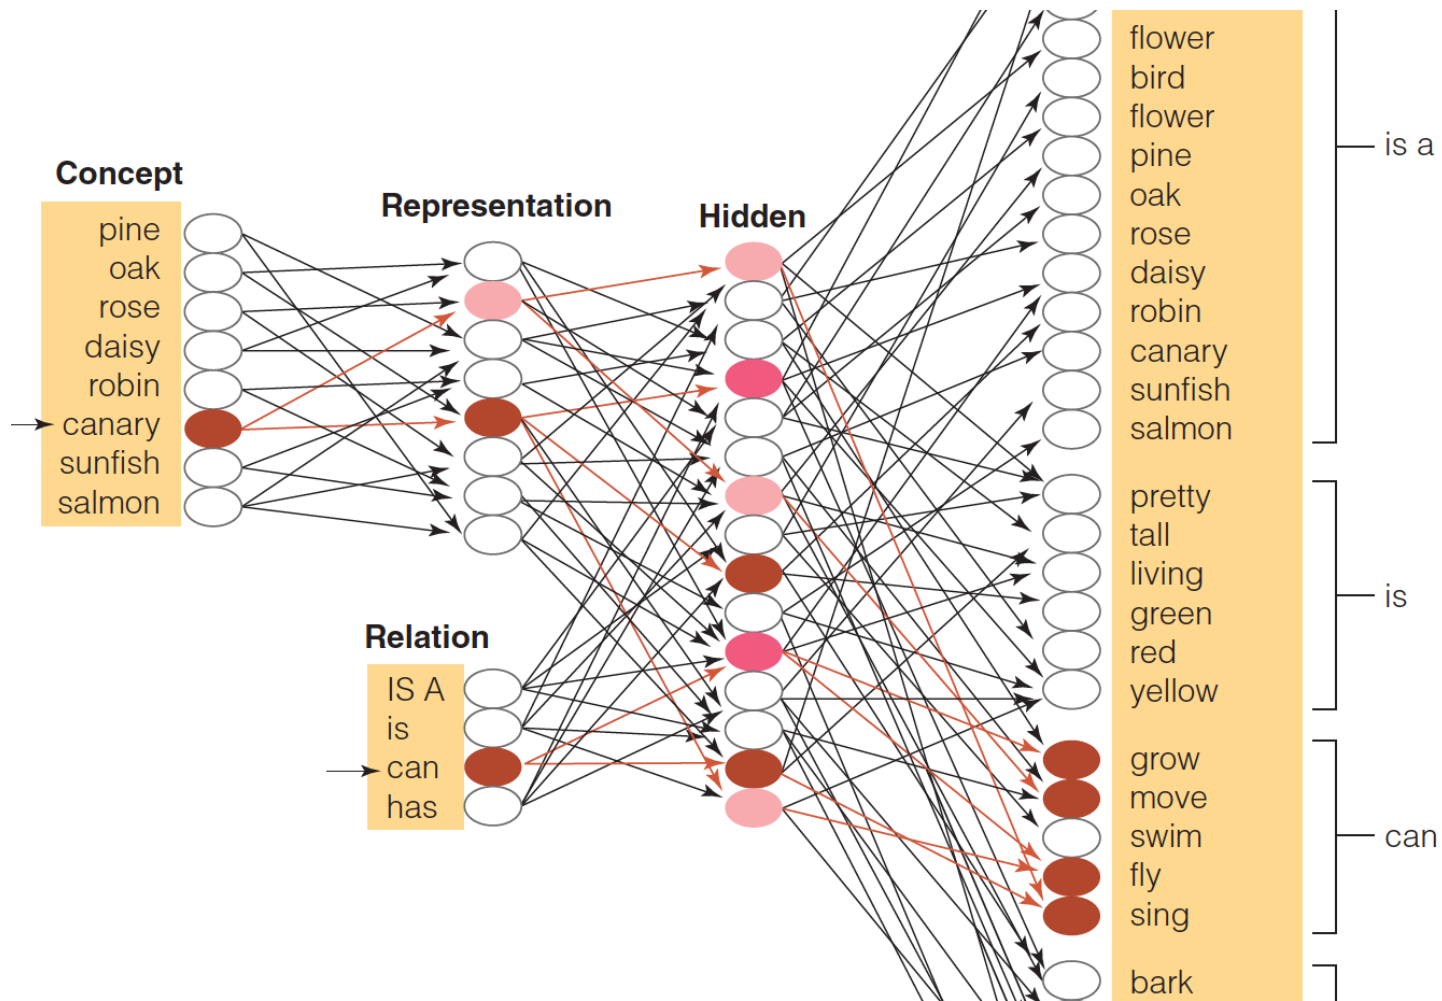 Concept
pine
oak
rose
daisy
robin
canary
sunfish
salmon
Representation
Relation
IS A
is
can
has
Hidden
flower
bird
flower
pine
oak
rose
daisy
robin
canary
sunfish
salmon
is a
pretty
tall
living
green
red
yellow
is
grow
move
swim
fly
sing
can
bark